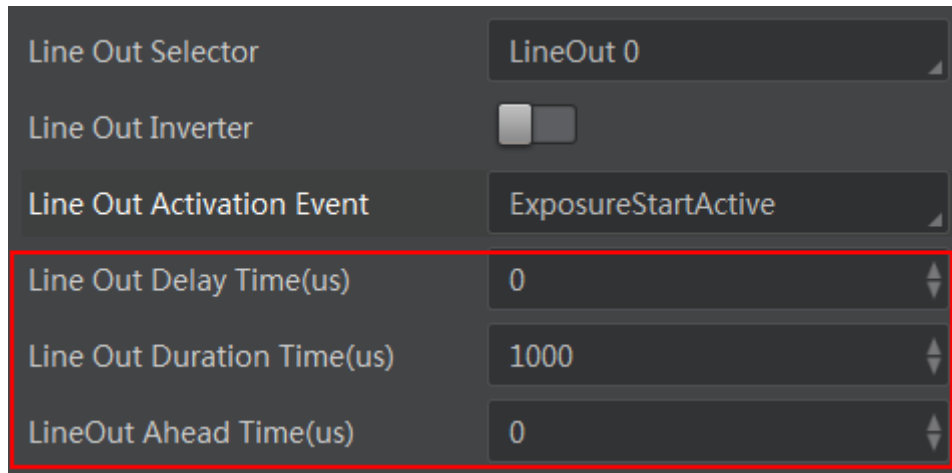 Line Out Selector LineOut 0
Line Out Inverter
Line Out Activation Event ExposureStartActive
Line Out Delay Time(us) 0
Line Out Duration Time(us) 1000
LineOut Ahead Time(us) 0